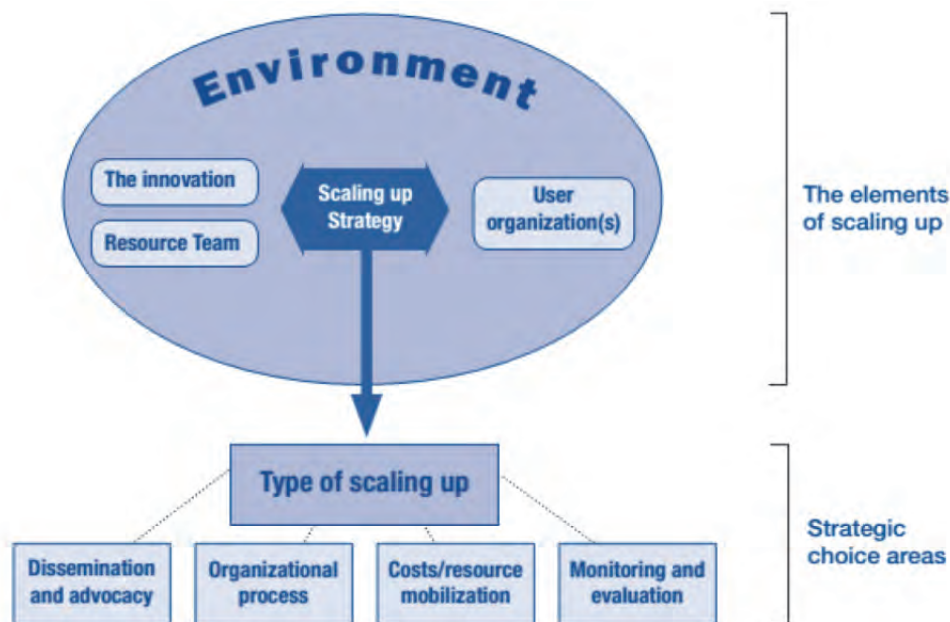 Environment
The innovation
Resource Team
Scaling up
Strategy
User
organization(s)
The elements
of scaling up
Type of scaling up
Dissemination
and advocacy
Organizational
process
Costs/resource
mobilization
Monitoring and
evaluation
Strategic
choice areas